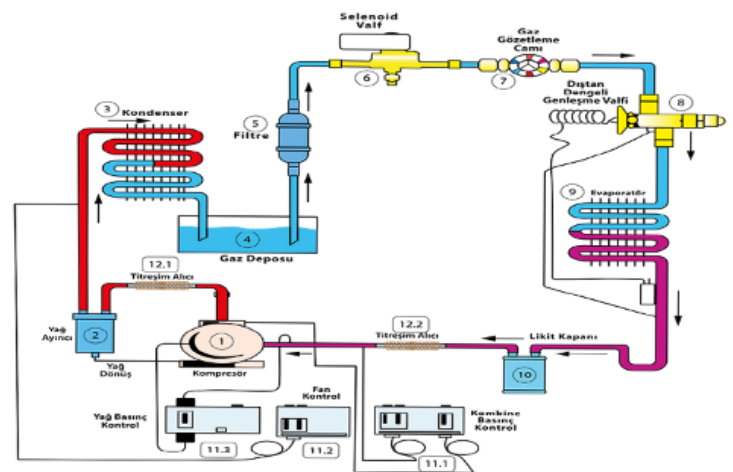 Selenoid
Valf
6
Gaz
Gözetleme
Camı
7
Dıştan
Dengeli
Genleşme Valfi
8
3
Kondenser
5
Filtre
9
Evaporatör
4
Gaz Deposu
12.1
Titreşim Alıcı
Yağ
Ayırıcı
2
Yağ
Dönüş
1
Kompresör
12.2
Titreşim Alıcı
Likit Kapanı
10
Yağ Basınç
Kontrol
11.3
Fan
Kontrol
11.2
Kombine
Basınç
Kontrol
11.1